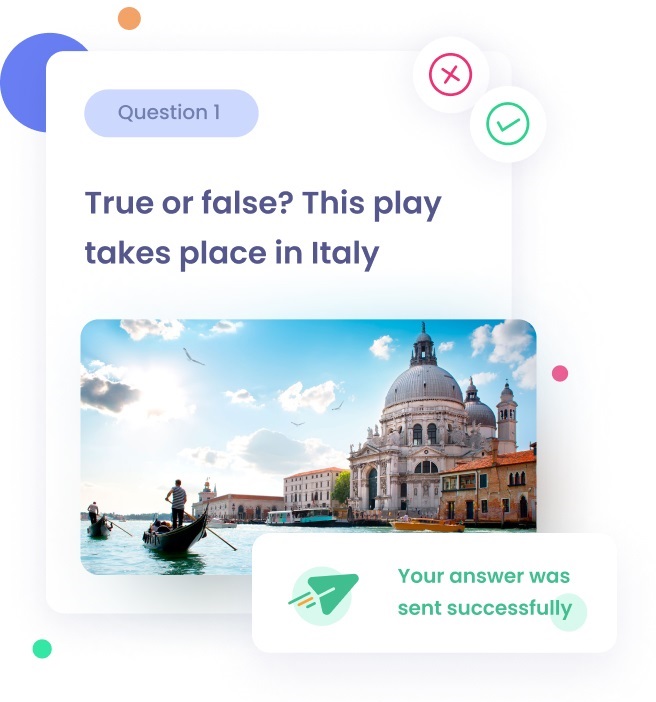 Question 1
True or false? This play
takes place in Italy
Your answer was
sent successfully